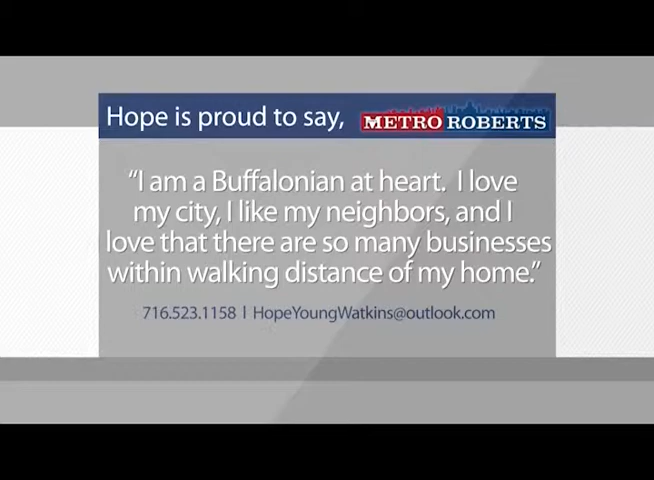 Hope is proud to say, METRO ROBERTS
“I am a Buffalonian at heart. I love
my city, I like my neighbors, and I
love that there are so many businesses
within walking distance of my home.”
716.523.1158 | HopeYoungWatkins@outlook.com